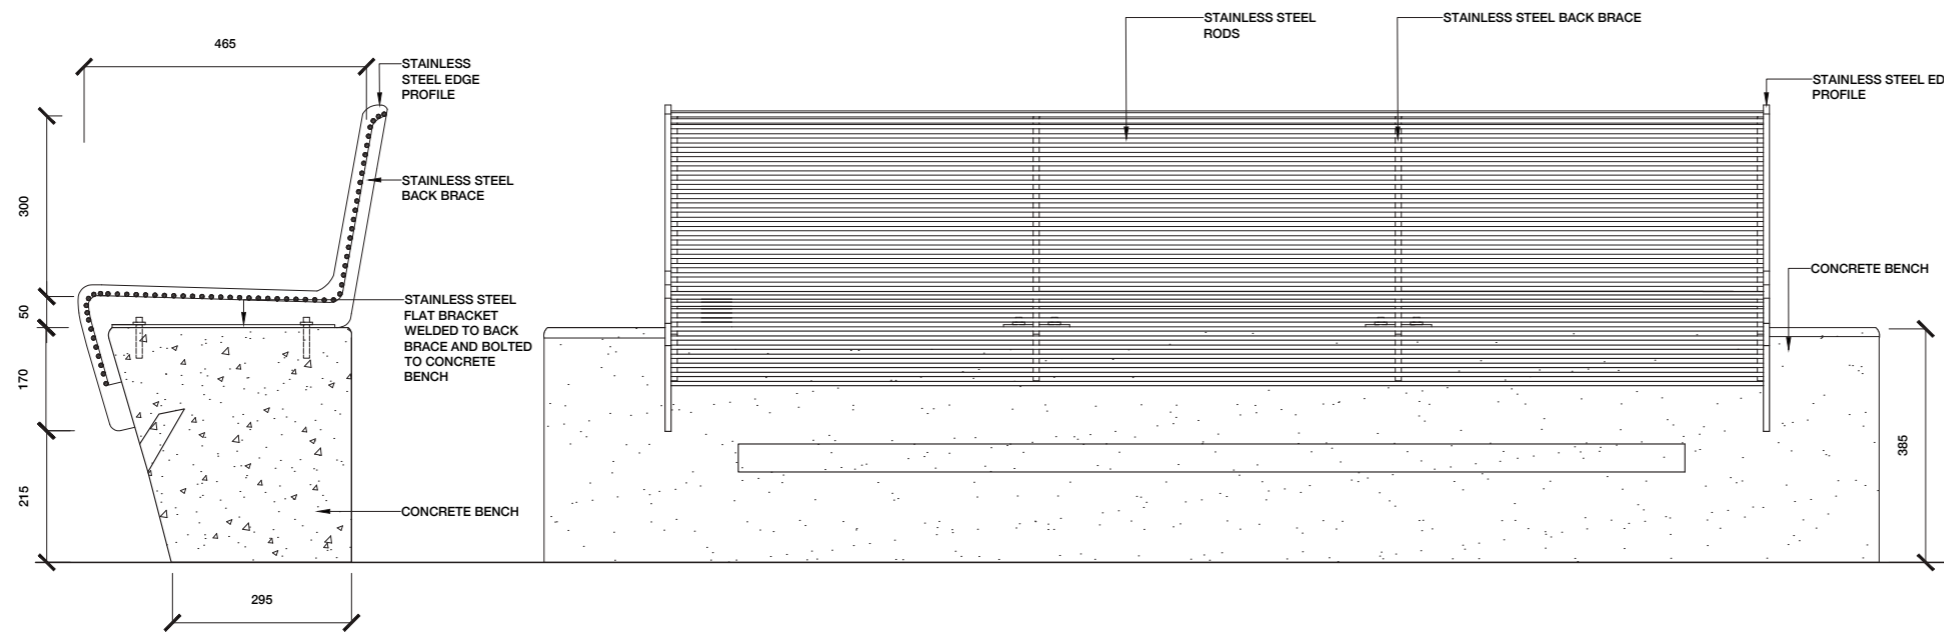 465
STAINLESS
STEEL EDGE
PROFILE
STAINLESS STEEL
BACK BRACE
STAINLESS STEEL
FLAT BRACKET
WELDED TO BACK
BRACE AND BOLTED
TO CONCRETE
BENCH
CONCRETE BENCH
300
50
170
215
295
STAINLESS STEEL
RODS
STAINLESS STEEL BACK BRACE
STAINLESS STEEL ED
PROFILE
CONCRETE BENCH
385